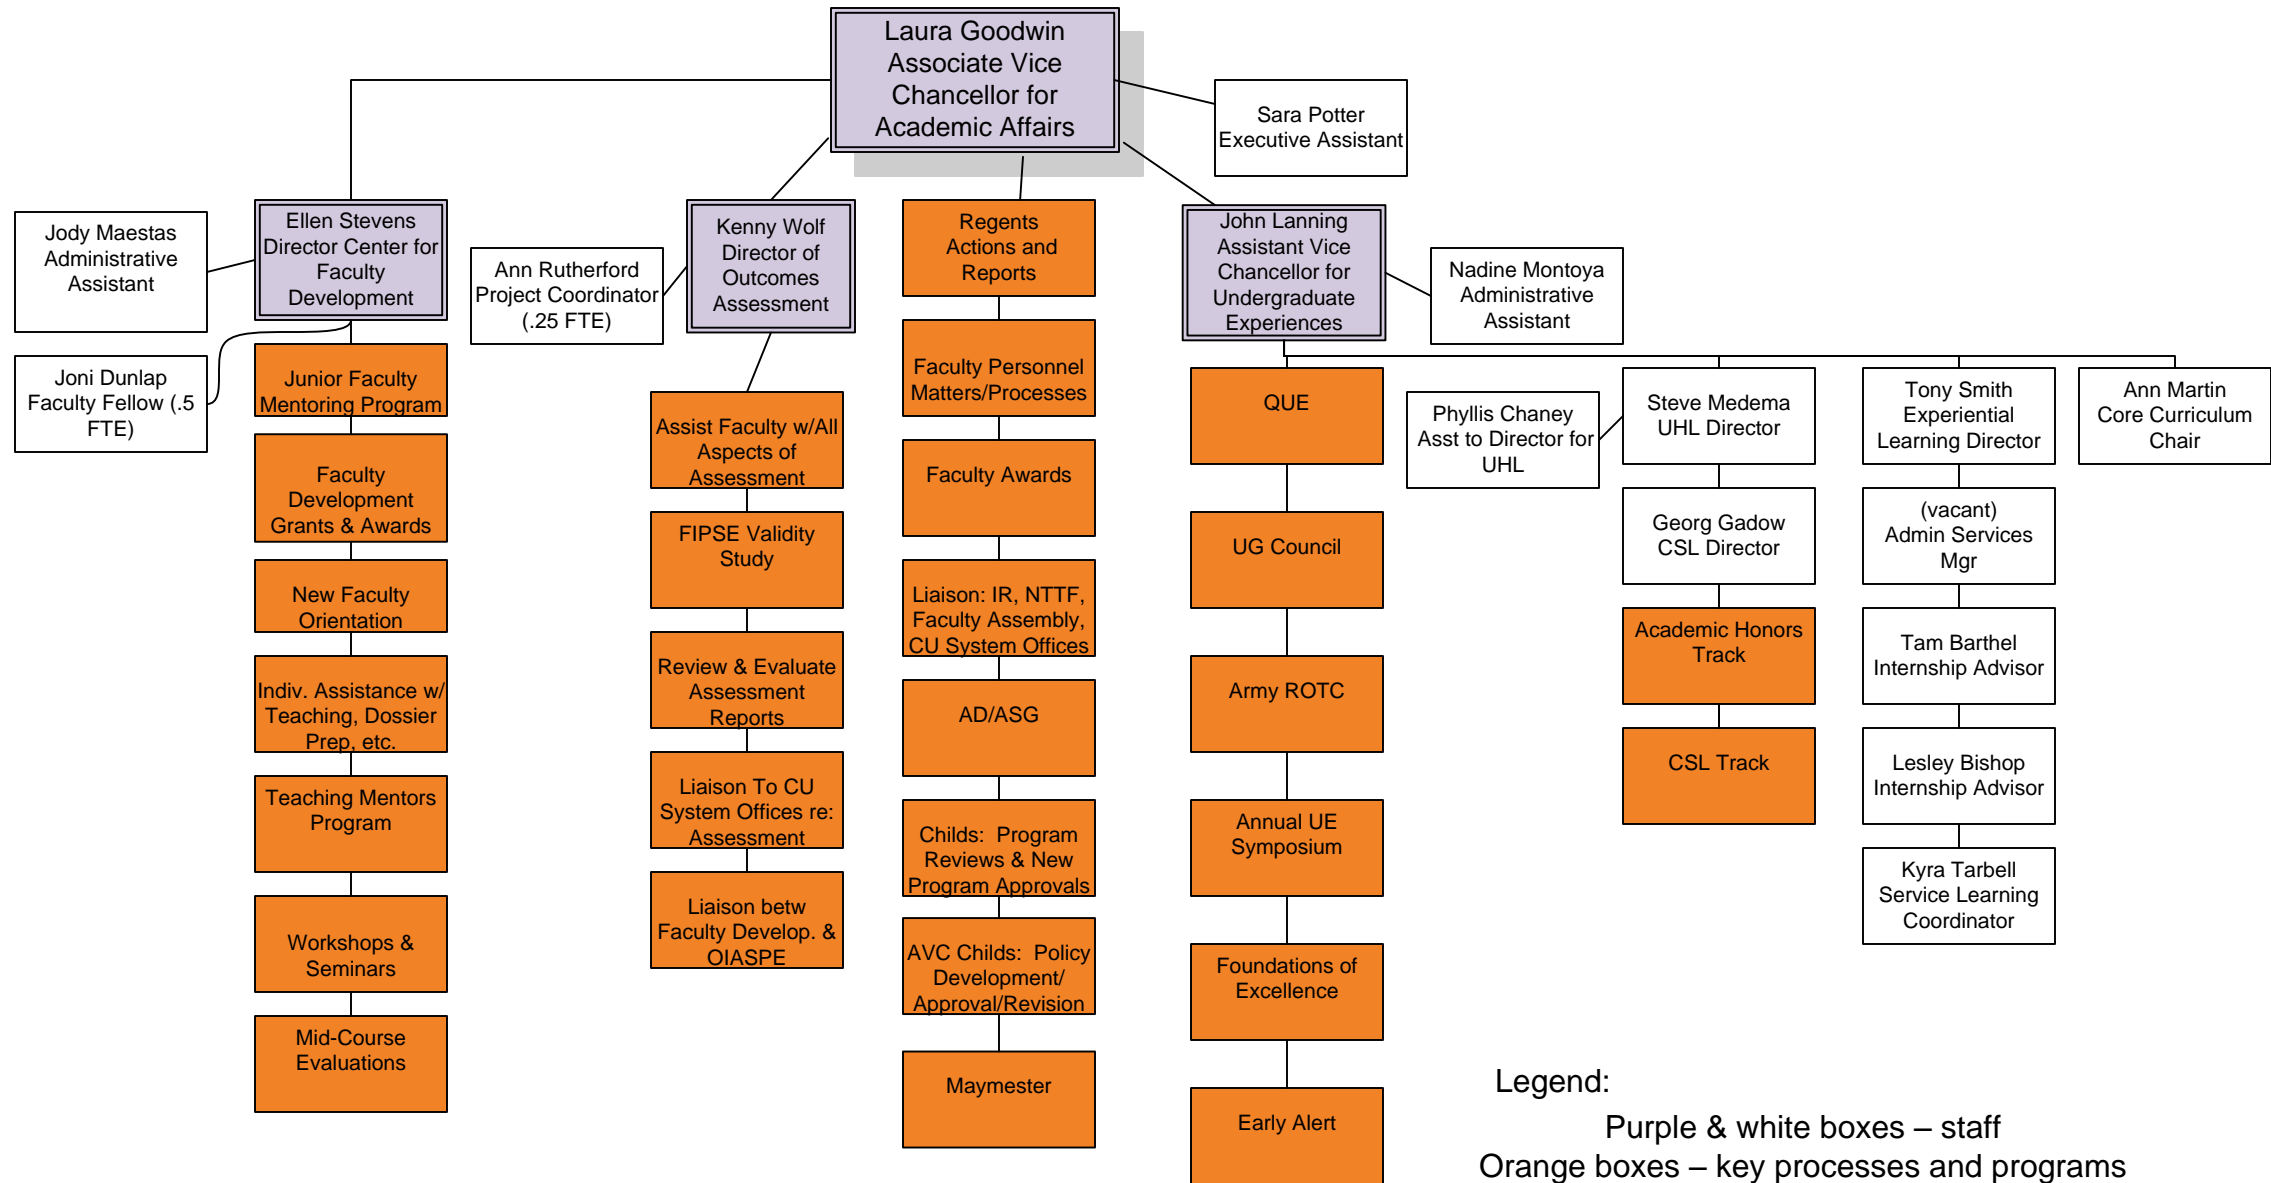 Laura Goodwin
Associate Vice
Chancellor for
Academic Affairs
Sara Potter
Executive Assistant
Jody Maestas
Administrative
Assistant
Ellen Stevens
Director Center for
Faculty
Development
Joni Dunlap
Faculty Fellow (.5
FTE)
Junior Faculty
Mentoring Program
Faculty
Development
Grants & Awards
New Faculty
Orientation
Indiv. Assistance w/
Teaching, Dossier
Prep, etc.
Teaching Mentors
Program
Workshops &
Seminars
Mid-Course
Evaluations
Ann Rutherford
Project Coordinator
(.25 FTE)
Kenny Wolf
Director of
Outcomes
Assessment
Assist Faculty w/All
Aspects of
Assessment
FIPSE Validity
Study
Review & Evaluate
Assessment
Reports
Liaison To CU
System Offices re:
Assessment
Liaison betw
Faculty Develop. &
OIASPE
Regents
Actions and
Reports
Faculty Personnel
Matters/Processes
Faculty Awards
Liaison: IR, NTTF,
Faculty Assembly,
CU System Offices
AD/ASG
Childs: Program
Reviews & New
Program Approvals
AVC Childs: Policy
Development/
Approval/Revision
Maymester
John Lanning
Assistant Vice
Chancellor for
Undergraduate
Experiences
Nadine Montoya
Administrative
Assistant
QUE
UG Council
Army ROTC
Annual UE
Symposium
Foundations of
Excellence
Early Alert
Phyllis Chaney
Asst to Director for
UHL
Steve Medema
UHL Director
Georg Gadow
CSL Director
Academic Honors
Track
CSL Track
Tony Smith
Experiential
Learning Director
(vacant)
Admin Services
Mgr
Tam Barthel
Internship Advisor
Lesley Bishop
Internship Advisor
Kyra Tarbell
Service Learning
Coordinator
Ann Martin
Core Curriculum
Chair
Legend:
Purple & white boxes – staff
Orange boxes – key processes and programs